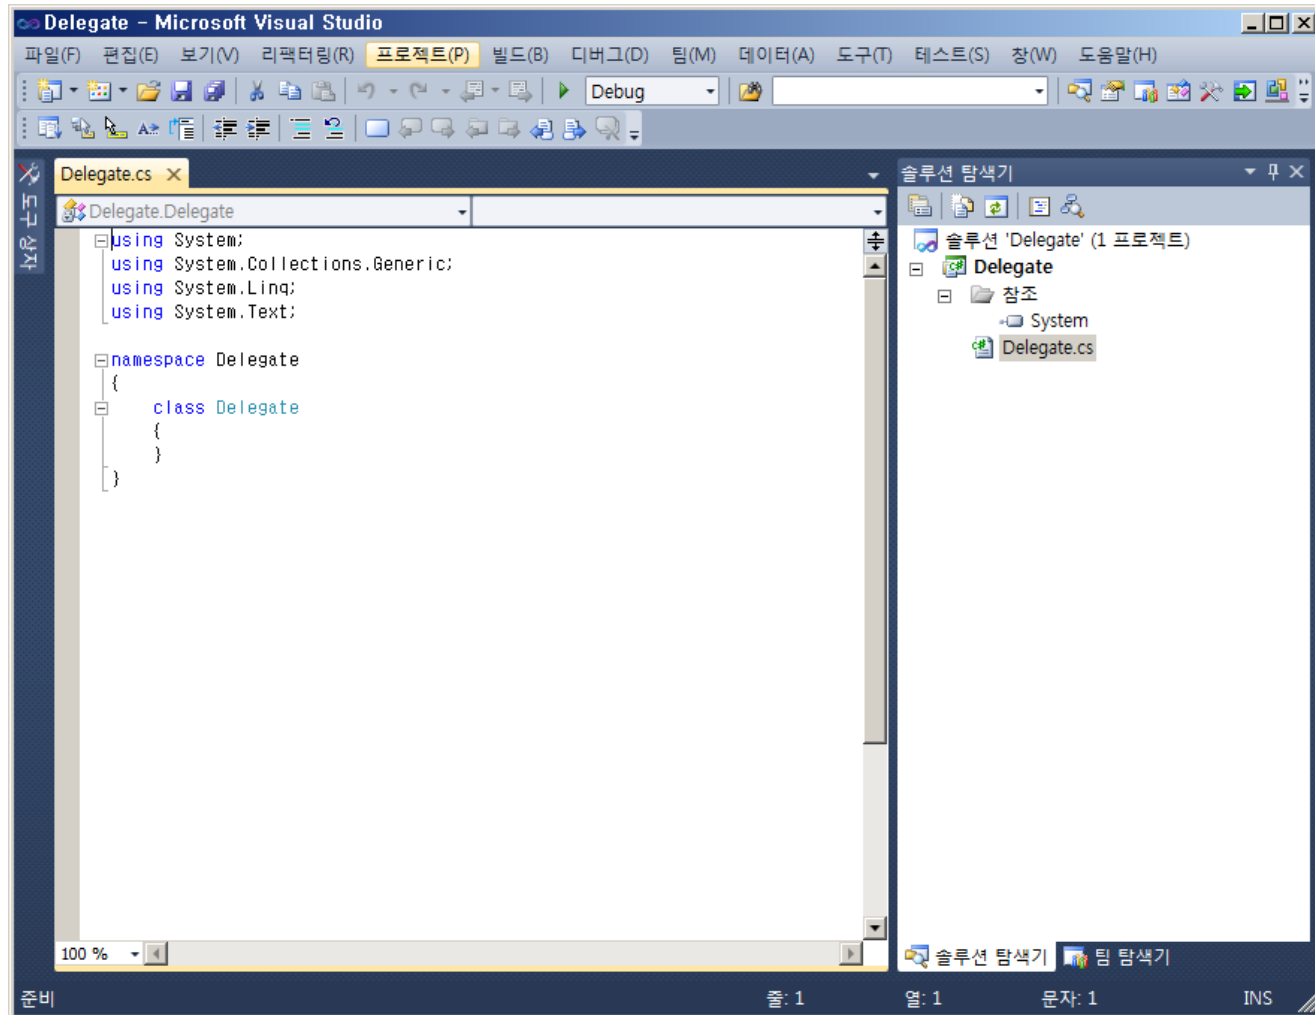 Delegate - Microsoft Visual Studio
파일(F) 편집(E) 보기(V) 리팩터링(R) 프로젝트(P) 빌드(B) 디버그(D) 팀(M) 데이터(A) 도구(T) 테스트(S) 창(W) 도움말(H)
Debug
도구 상자
Delegate.cs
Delegate.Delegate
using System;
using System.Collections.Generic;
using System.Linq;
using System.Text;
namespace Delegate
{
class Delegate
{
}
}
100 %
솔루션 탐색기
솔루션 'Delegate' (1 프로젝트)
Delegate
참조
System
Delegate.cs
솔루션 탐색기 팀 탐색기
준비 줄: 1 열: 1 문자: 1 INS